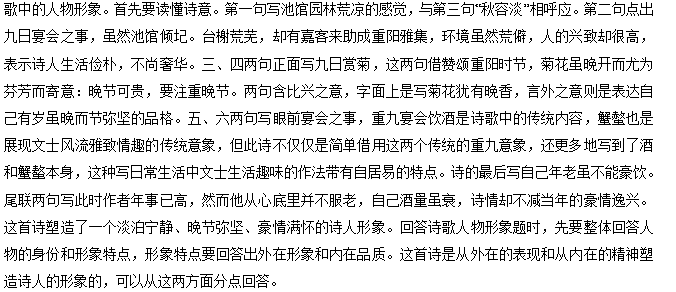 歌中的人物形象。首先要读懂诗意。第一句写池馆园林荒凉的感觉，与第三句“秋容淡”相呼应。第二句点出
九日宴会之事，虽然池馆倾圮。台榭荒芜，却有嘉客来助成重阳雅集，环境虽然荒僻，人的兴致却很高，
表示诗人生活俭朴，不尚奢华。三、四两句正面写九日赏菊，这两句借赞颂重阳时节，菊花虽晚开而尤为
芬芳而寄意：晚节可贵，要注重晚节。两句含比兴之意，字面上是写菊花犹有晚香，言外之意则是表达自
己有岁虽晚而节弥坚的品格。五、六两句写眼前宴会之事，重九宴会饮酒是诗歌中的传统内容，蟹螯也是
展现文士风流雅致情趣的传统意象，但此诗不仅仅是简单借用这两个传统的重九意象，还更多地写到了酒
和蟹螯本身，这种写日常生活中文士生活趣味的作法带有自居易的特点。诗的最后写自己年老虽不能豪饮。
尾联两句写此时作者年事已高，然而他从心底里并不服老，自己酒量虽衰，诗情却不减当年的豪情逸兴。
这首诗塑造了一个淡泊宁静、晚节弥坚、豪情满怀的诗人形象。回答诗歌人物形象题时，先要整体回答人
物的身份和形象特点，形象特点要回答出外在形象和内在品质。这首诗是从外在的表现和从内在的精神塑
造诗人的形象的，可以从这两方面分点回答。